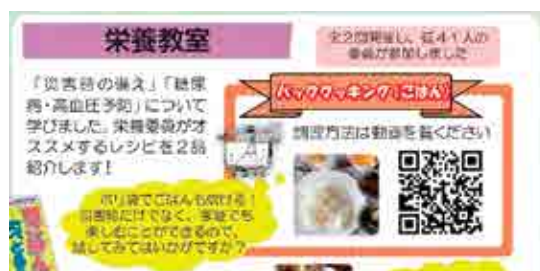 栄養教室
全2回開催し、延41人の
委員が参加しました
「災害時の備え」「糖尿
病・高血圧予防」について
学びました。栄養委員がオ
ススメするレシピを2品
紹介します!
パッククッキング(ごはん)
調理方法は動画を覧ください
ポリ袋でごはんも炊ける!
災害時だけでなく、家庭でも
楽しむことができるので、
試してみてはいかがですか?